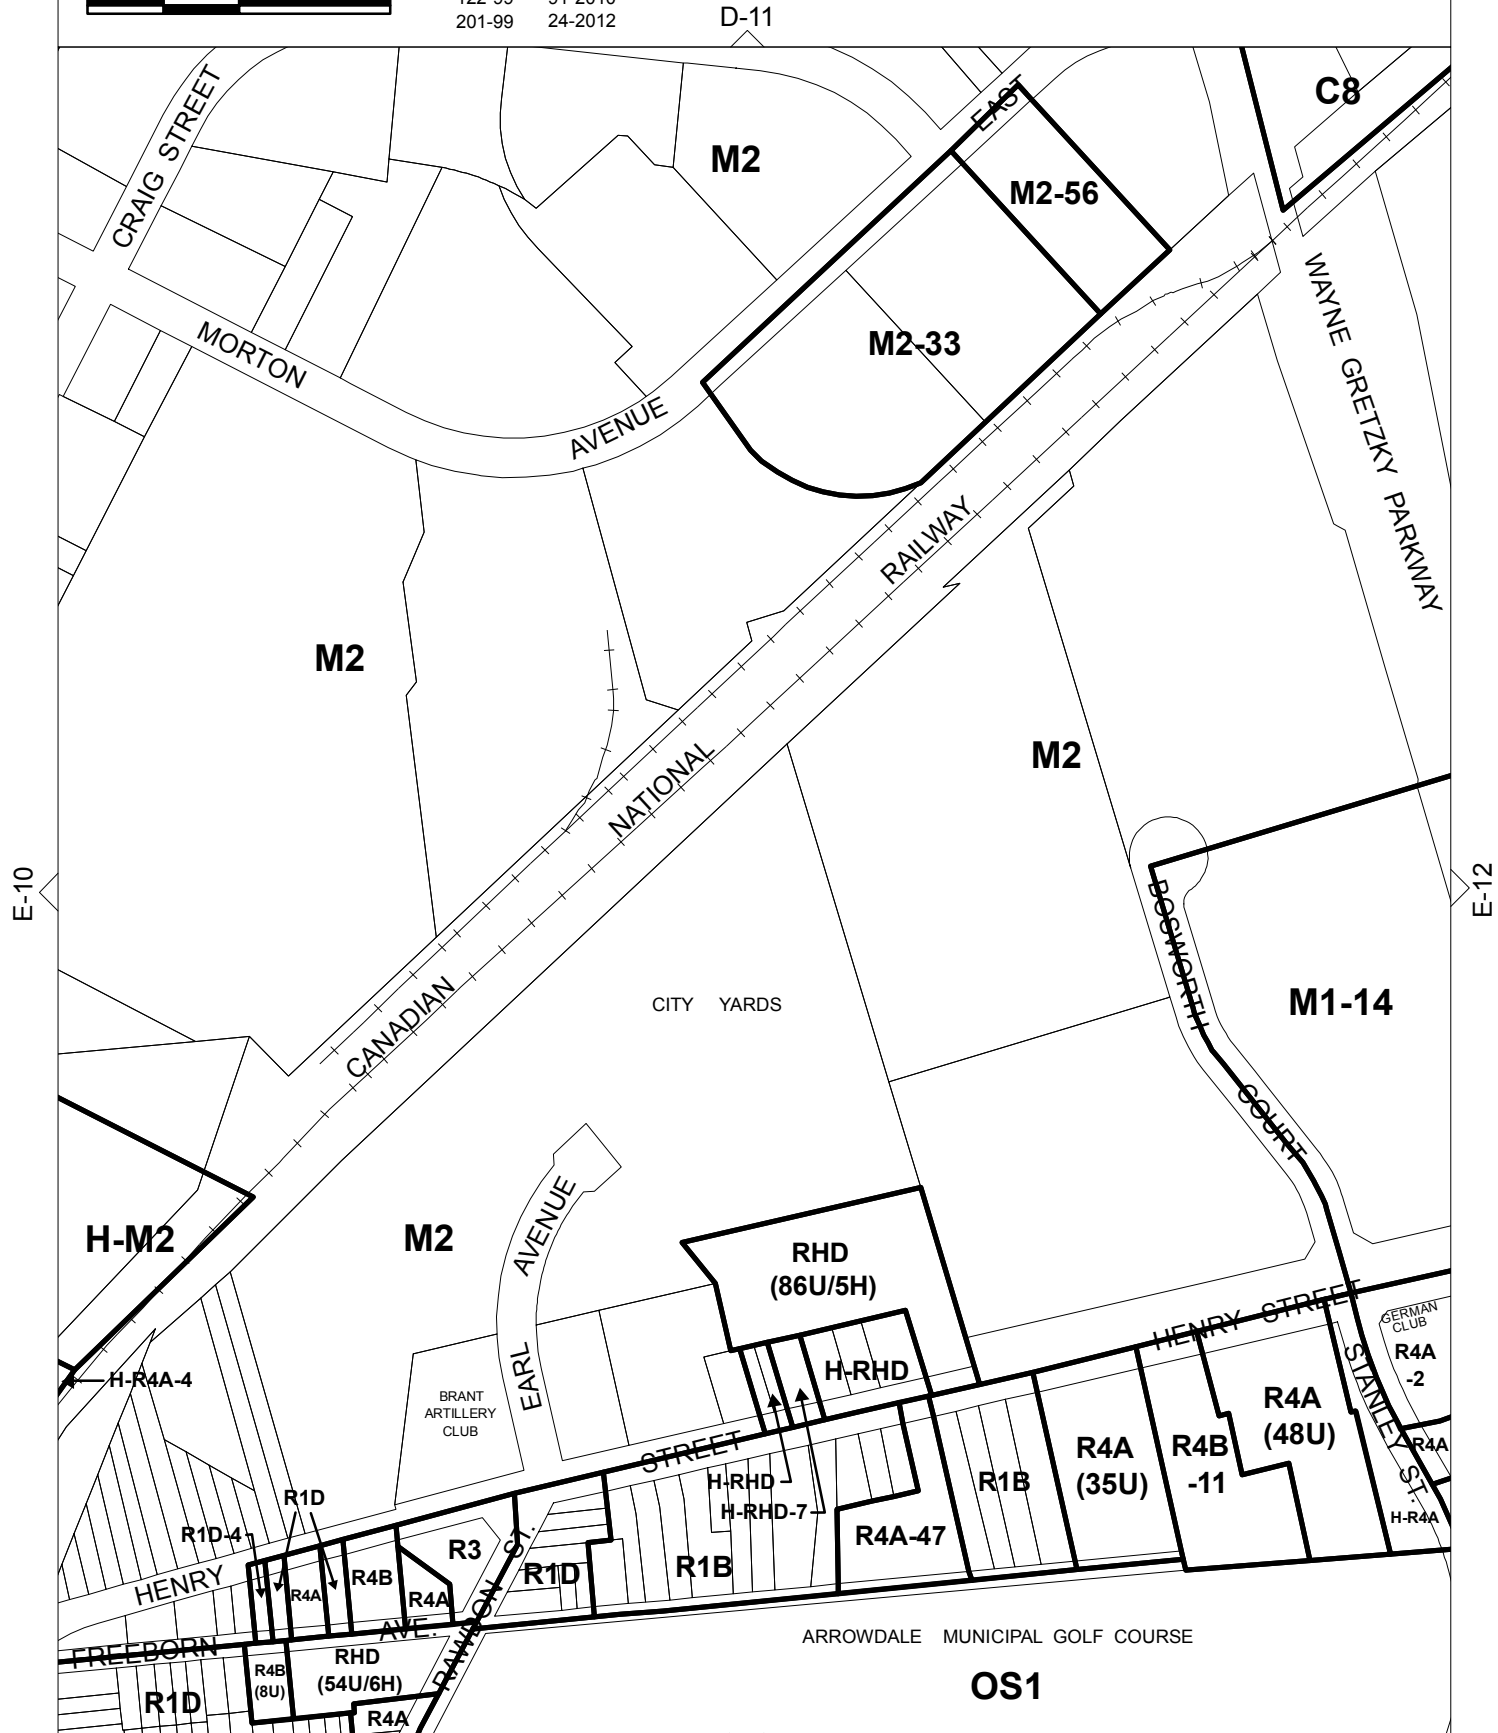 201-99 24-2012
D-11
CRAIG STREET
EAST
C8
M2
M2-56
MORTON
AVENUE
M2-33
WAYNE GRETZKY PARKWAY
RAILWAY
M2
NATIONAL
M2
E-10
E-12
BOSWORTH
CANADIAN
CITY YARDS
M1-14
COURT
H-M2
M2
AVENUE
RHD
(86U/5H)
HENRY STREET
GERMAN
CLUB
R4A
-2
H-R4A-4
EARL
H-RHD
STANLEY ST.
BRANT
ARTILLERY
CLUB
R4A
(48U)
STREET
R4A
(35U)
R4B
-11
R4A
H-RHD
H-RHD-7
R1B
H-R4A
R1D
R1D-4
R4A-47
R3
R1D
R1B
HENRY
R4A
R4B
R4A
FREEBORN AVE.
RAWDON ST.
ARROWDALE MUNICIPAL GOLF COURSE
OS1
R4B
(8U)
RHD
(54U/6H)
R1D
R4A